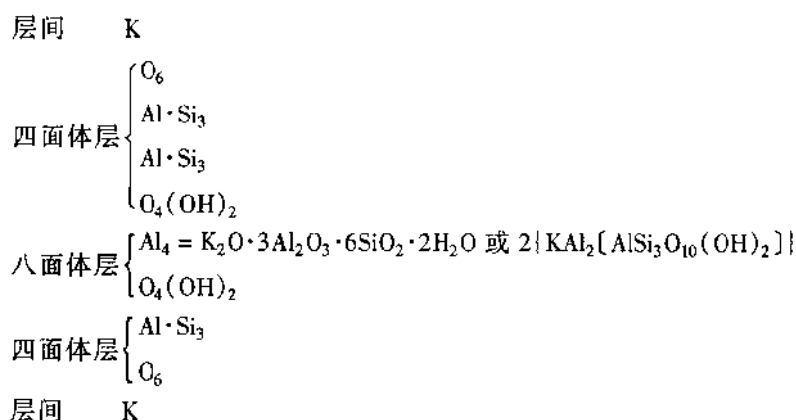 层间 K
O₆
Al·Si₃
四面体层
Al·Si₃
O₄(OH)₂
Al₄ = K₂O·3Al₂O₃·6SiO₂·2H₂O 或 2{KAl₂[AlSi₃O₁₀(OH)₂]}
八面体层
O₄(OH)₂
Al·Si₃
四面体层
O₆
层间 K